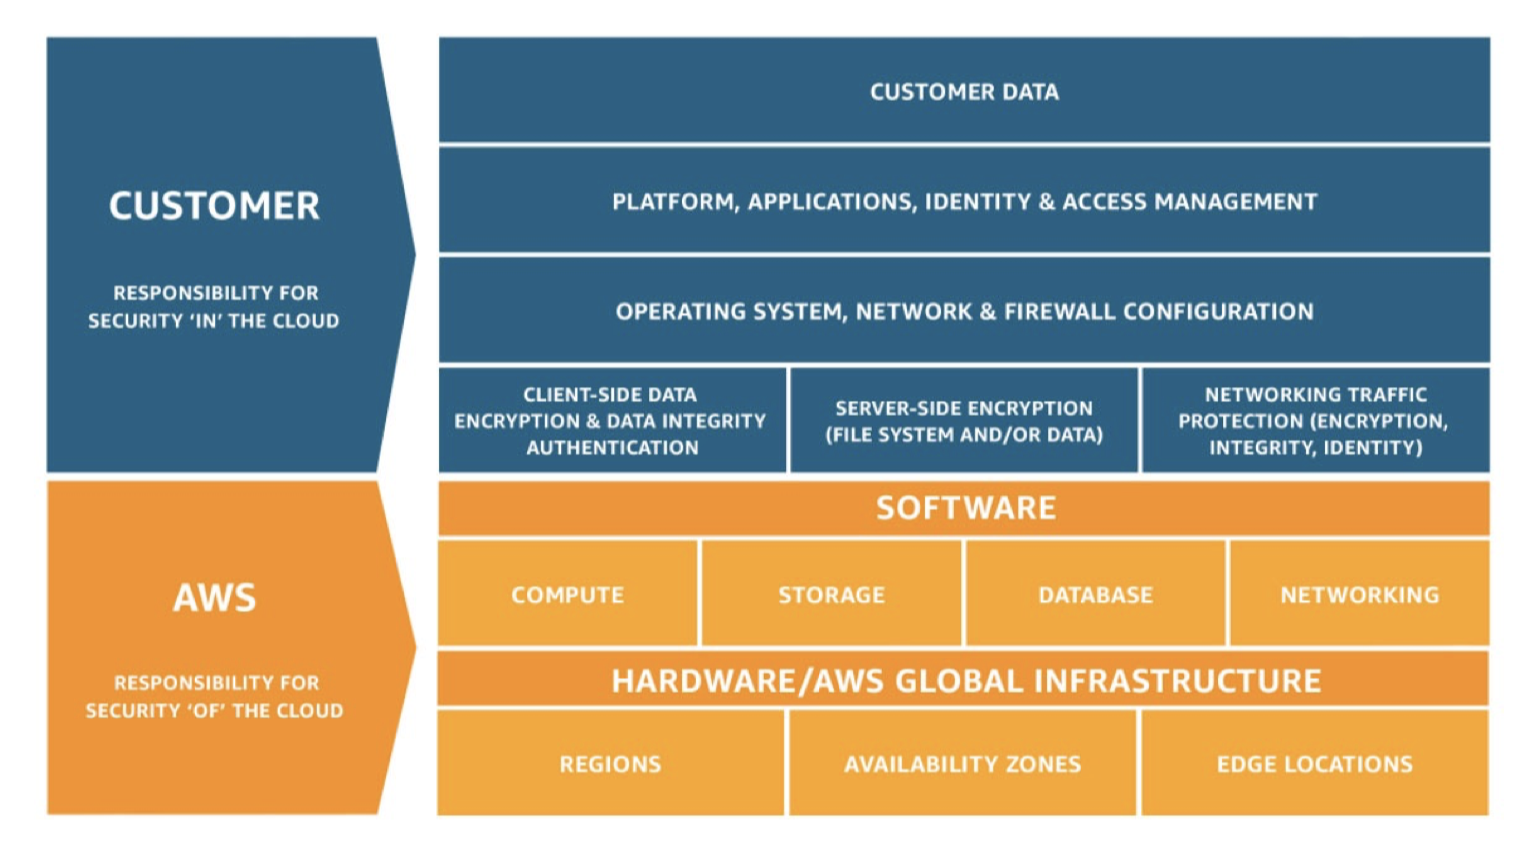 CUSTOMER
RESPONSIBILITY FOR
SECURITY ‘IN’ THE CLOUD
CUSTOMER DATA
PLATFORM, APPLICATIONS, IDENTITY & ACCESS MANAGEMENT
OPERATING SYSTEM, NETWORK & FIREWALL CONFIGURATION
CLIENT-SIDE DATA
ENCRYPTION & DATA INTEGRITY
AUTHENTICATION
SERVER-SIDE ENCRYPTION
(FILE SYSTEM AND/OR DATA)
NETWORKING TRAFFIC
PROTECTION (ENCRYPTION,
INTEGRITY, IDENTITY)
AWS
RESPONSIBILITY FOR
SECURITY ‘OF’ THE CLOUD
SOFTWARE
COMPUTE
STORAGE
DATABASE
NETWORKING
HARDWARE/AWS GLOBAL INFRASTRUCTURE
REGIONS
AVAILABILITY ZONES
EDGE LOCATIONS